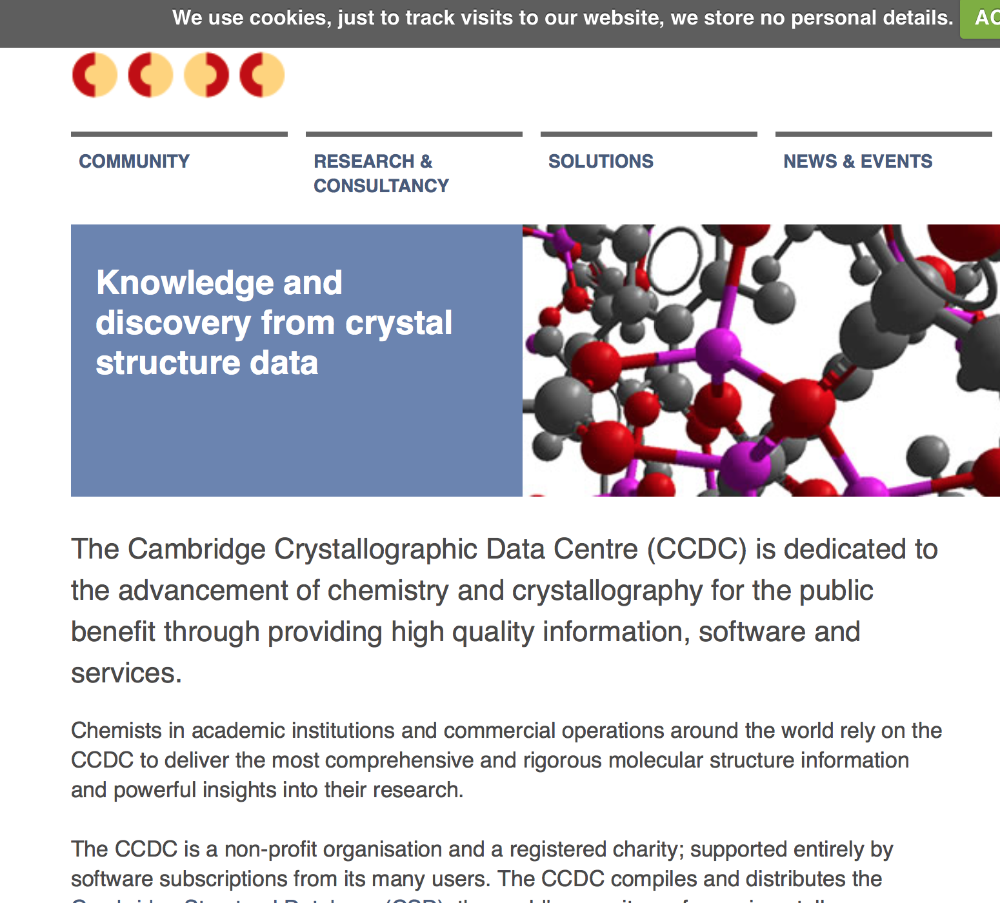 We use cookies, just to track visits to our website, we store no personal details.
COMMUNITY
RESEARCH &
CONSULTANCY
SOLUTIONS
NEWS & EVENTS
Knowledge and
discovery from crystal
structure data
The Cambridge Crystallographic Data Centre (CCDC) is dedicated to
the advancement of chemistry and crystallography for the public
benefit through providing high quality information, software and
services.
Chemists in academic institutions and commercial operations around the world rely on the
CCDC to deliver the most comprehensive and rigorous molecular structure information
and powerful insights into their research.
The CCDC is a non-profit organisation and a registered charity; supported entirely by
software subscriptions from its many users. The CCDC compiles and distributes the